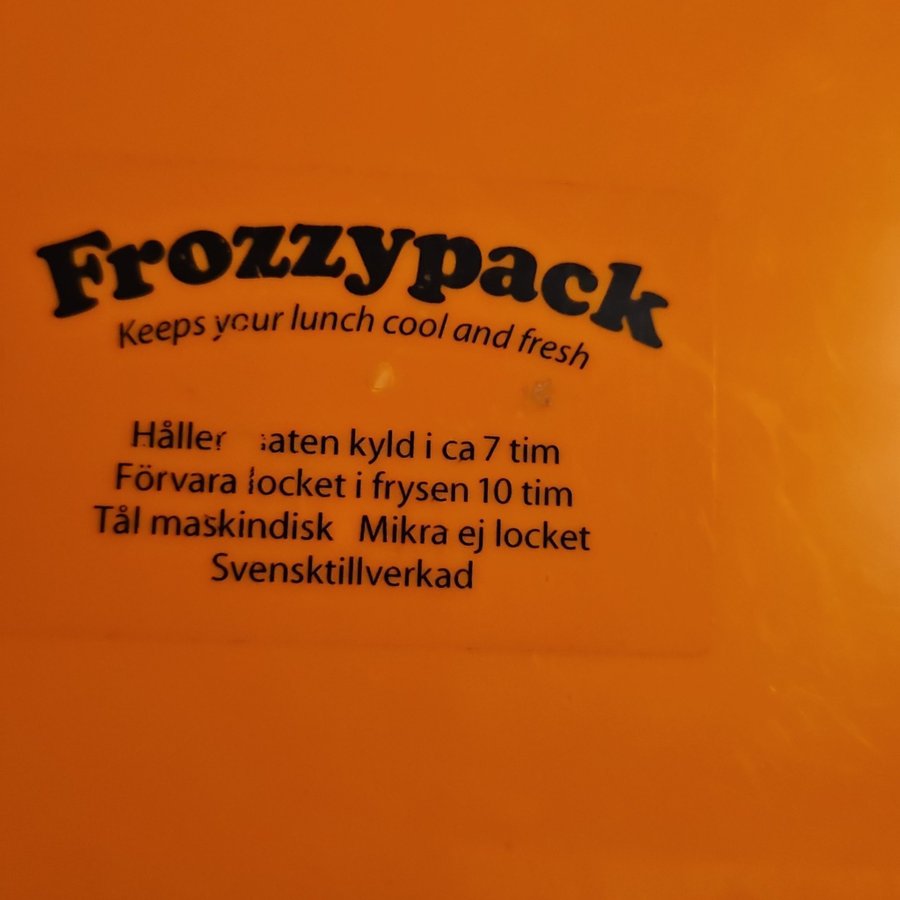 Frozzypack
Keeps your lunch cool and fresh
Håller maten kyld i ca 7 tim
Förvara locket i frysen 10 tim
Tål maskindisk Mikra ej locket
Svensktillverkad